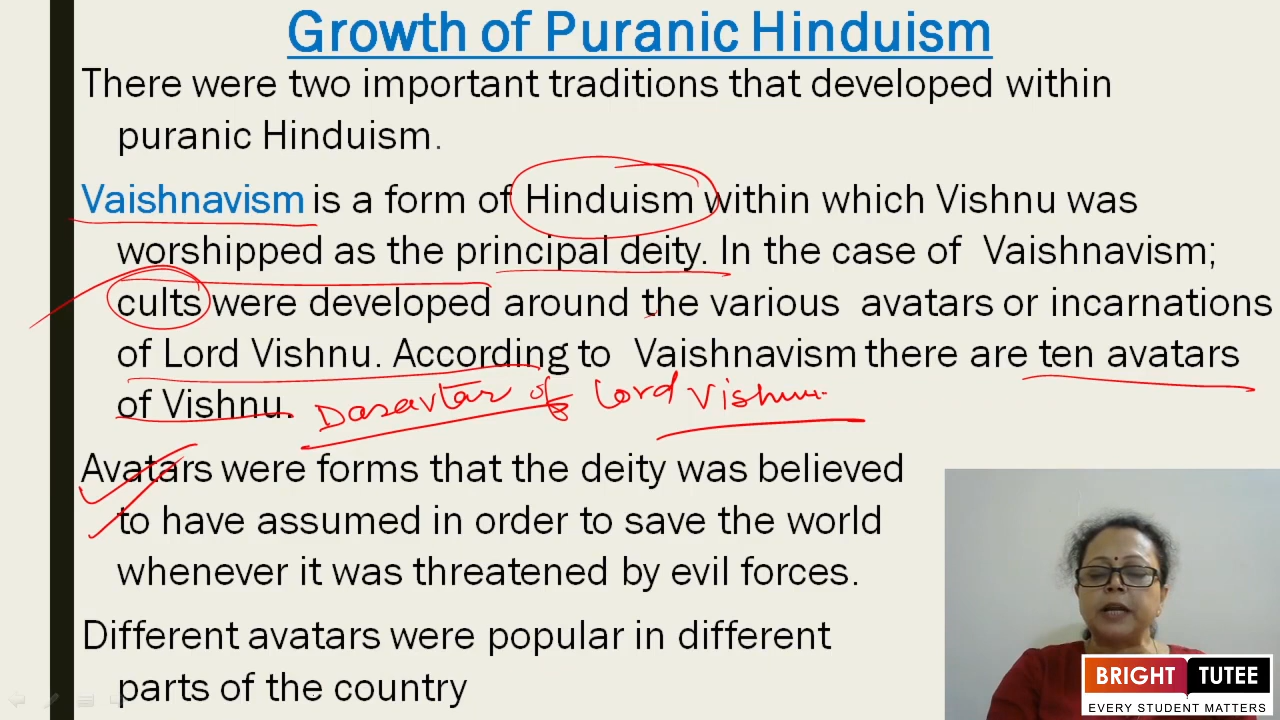 Growth of Puranic Hinduism
There were two important traditions that developed within
puranic Hinduism.
Vaishnavism is a form of Hinduism within which Vishnu was
worshipped as the principal deity. In the case of Vaishnavism;
cults were developed around the various avatars or incarnations
of Lord Vishnu. According to Vaishnavism there are ten avatars
of Vishnu. Dasavtar of Lord Vishnu.
Avatars were forms that the deity was believed
to have assumed in order to save the world
whenever it was threatened by evil forces.
Different avatars were popular in different
parts of the country
BRIGHT TUTEE
EVERY STUDENT MATTERS